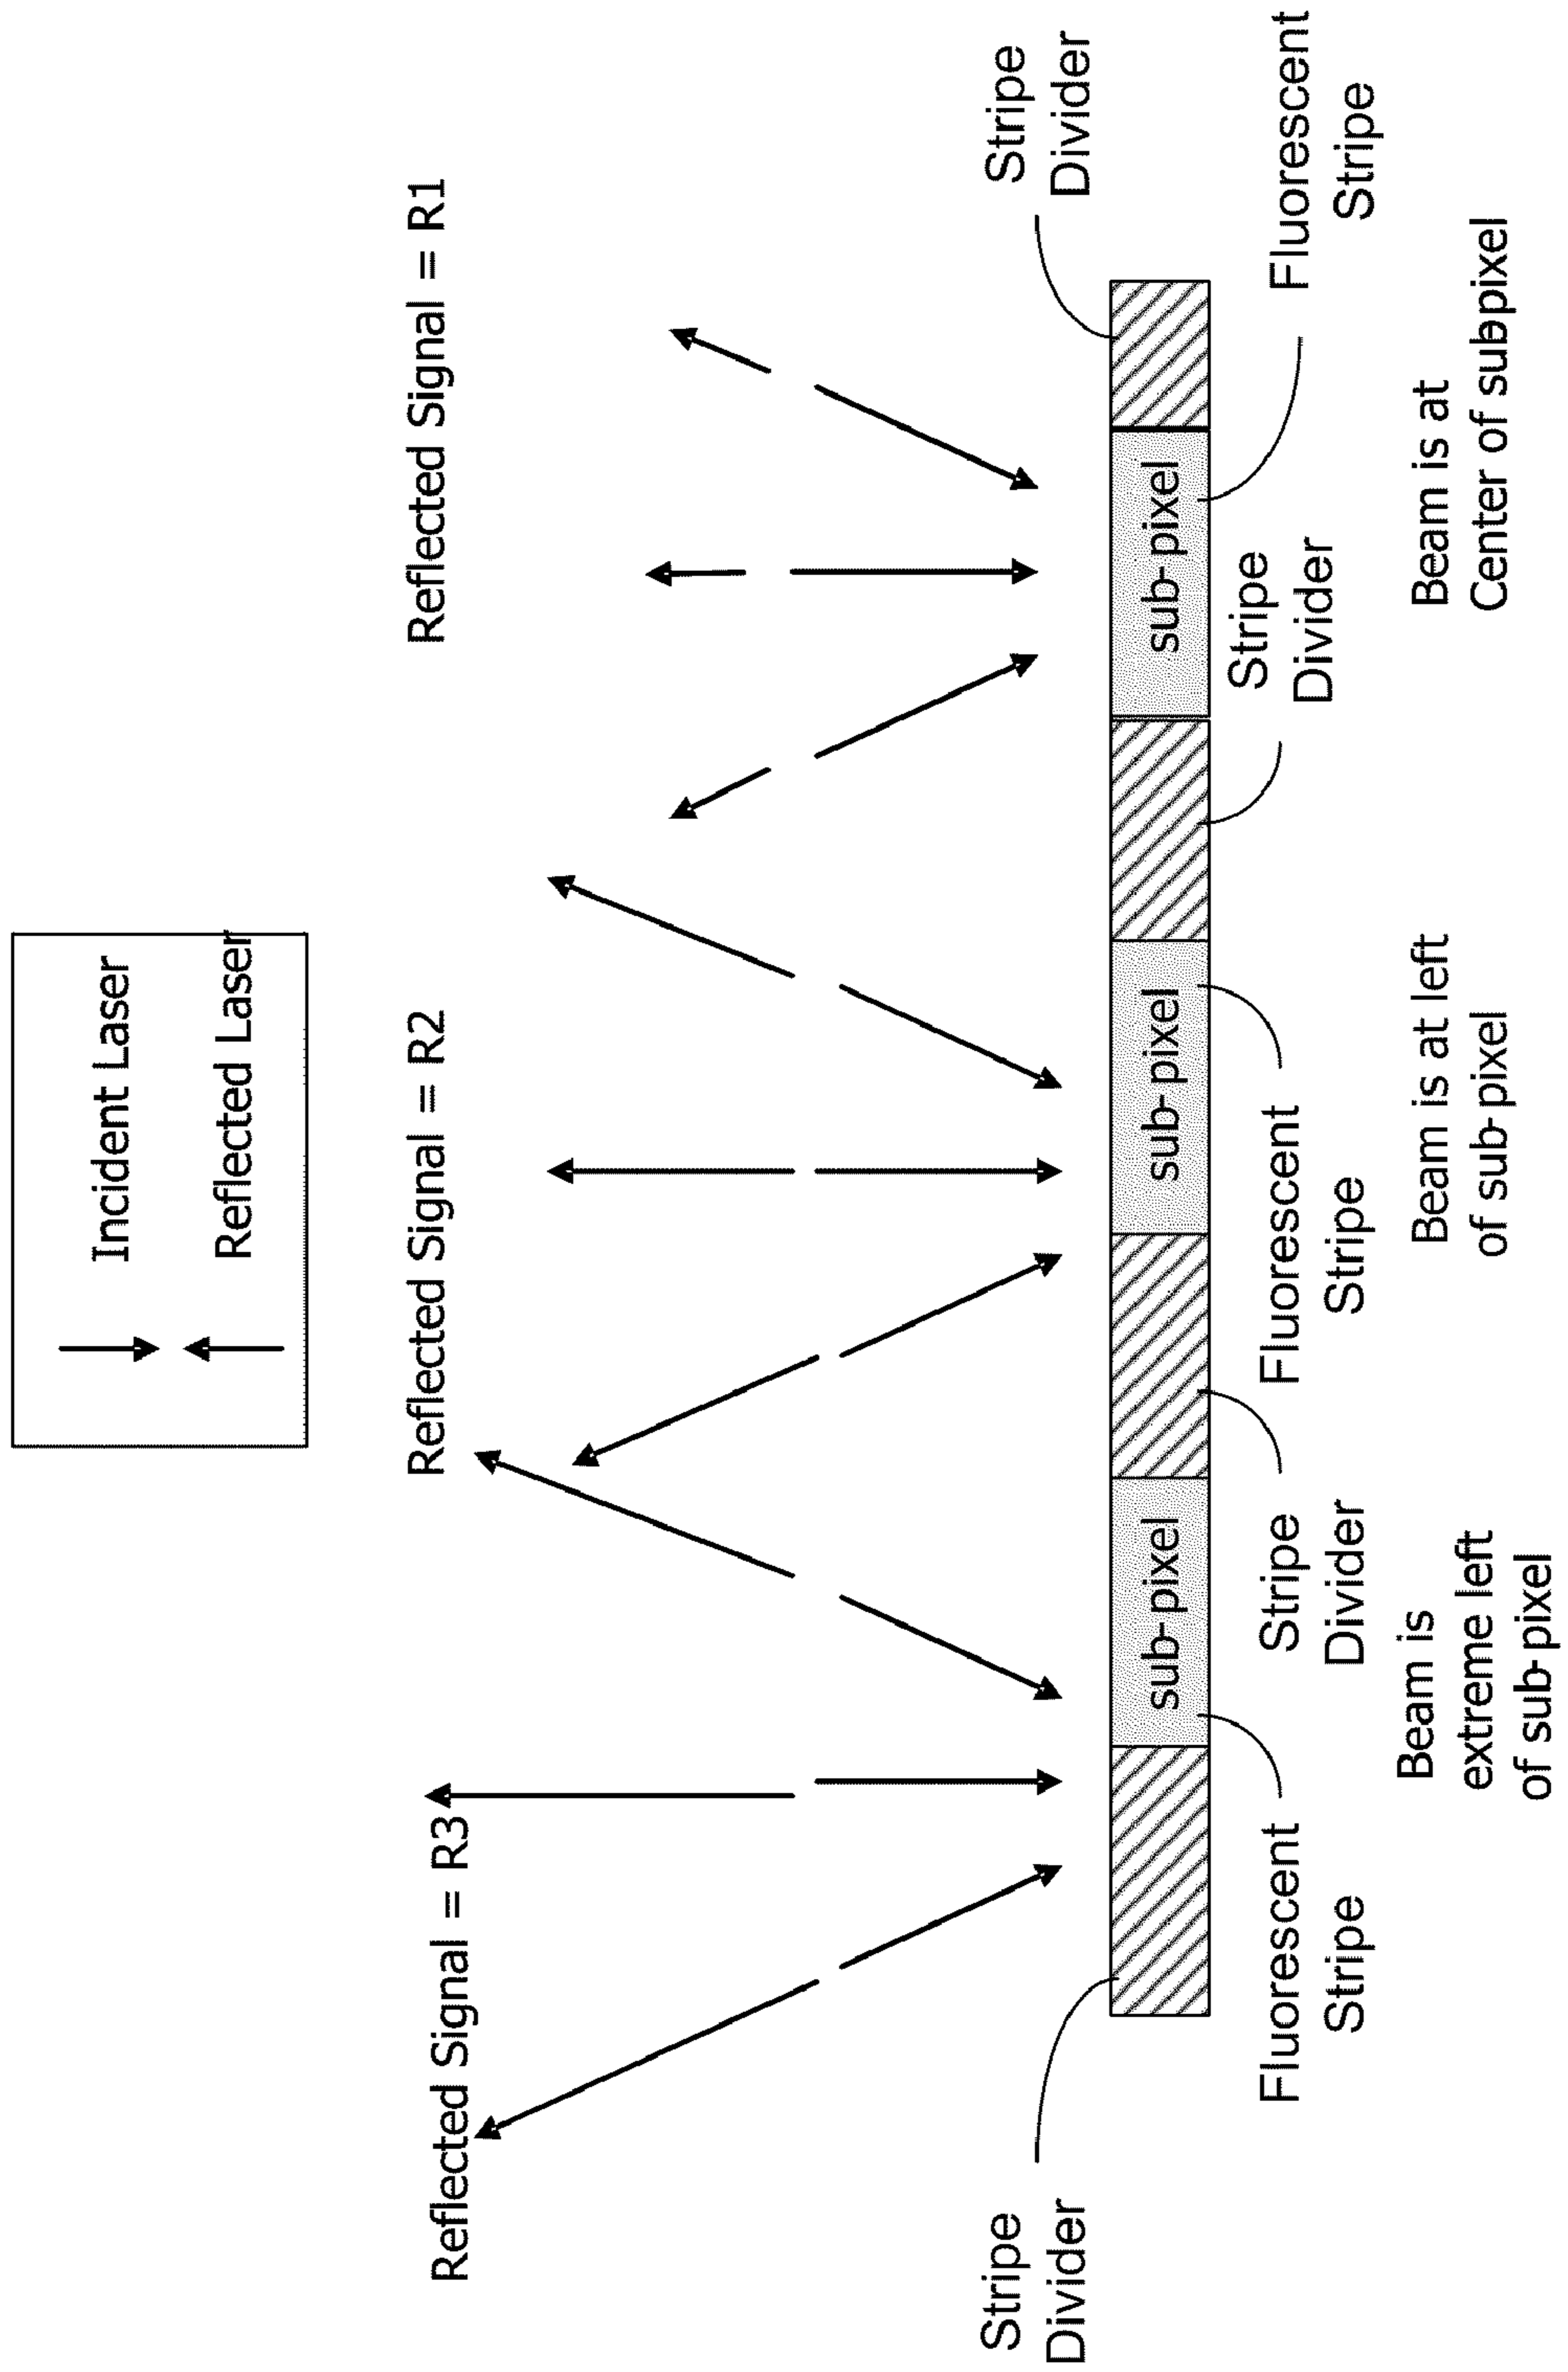 Incident Laser
Reflected Laser
Reflected Signal = R3
Reflected Signal = R2
Reflected Signal = R1
Stripe
Divider
Stripe
Divider
sub-pixel
sub-pixel
sub-pixel
Fluorescent
Stripe
Stripe
Divider
Fluorescent
Stripe
Stripe
Divider
Fluorescent
Stripe
Beam is
extreme left
of sub-pixel
Beam is at left
of sub-pixel
Beam is at
Center of subpixel